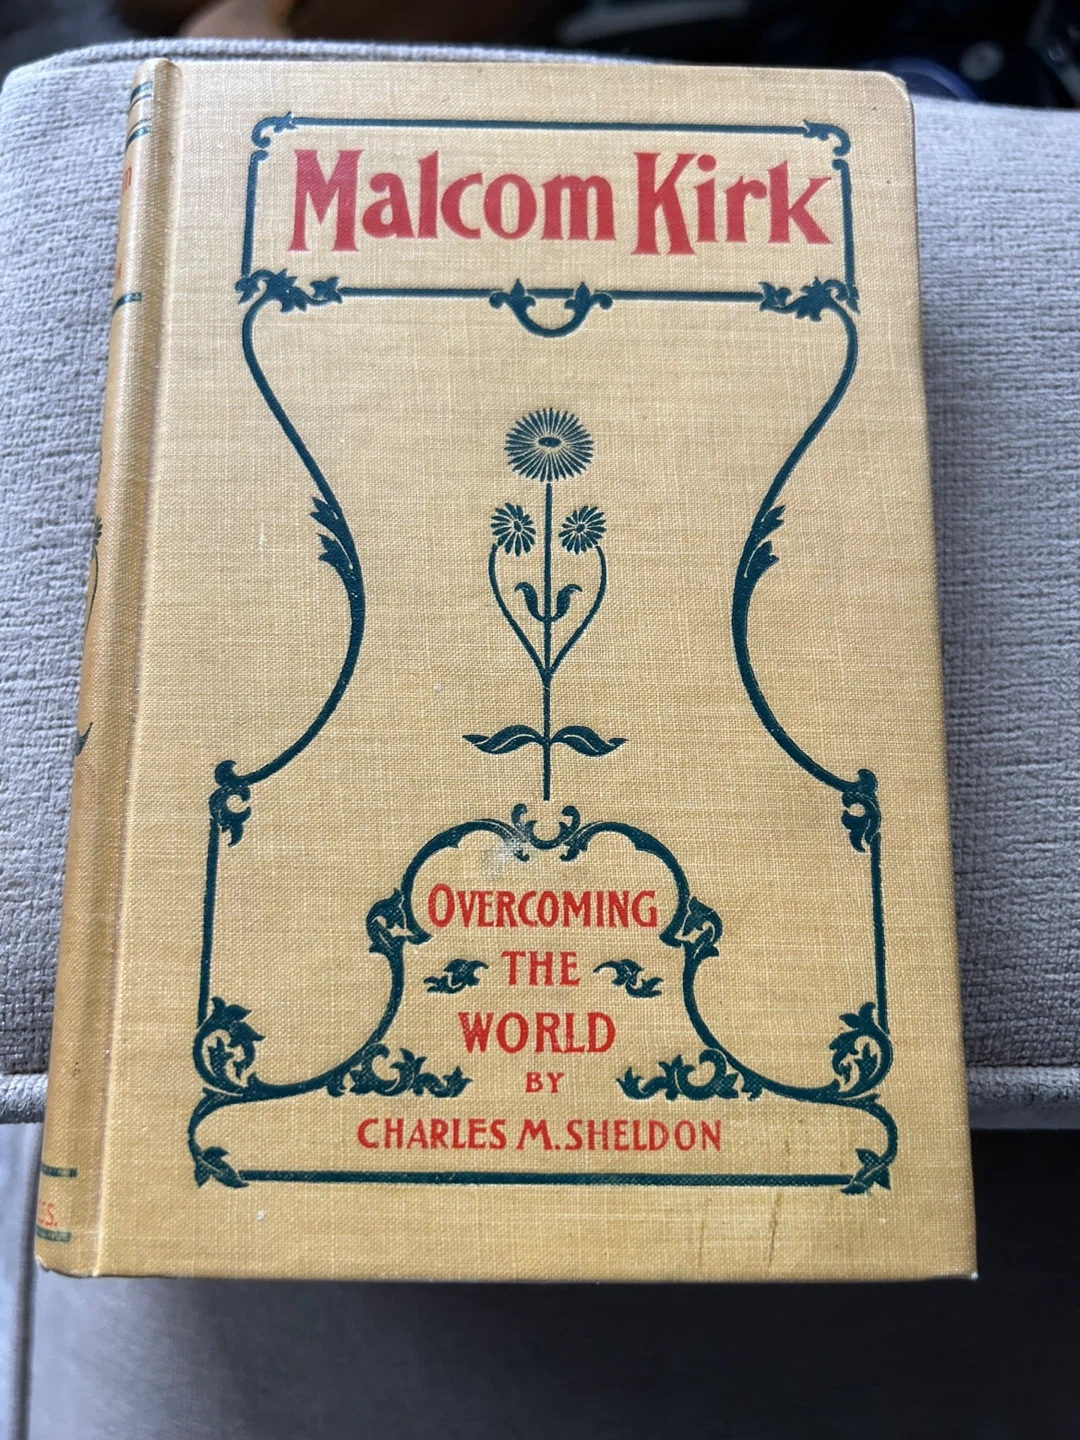 Malcom Kirk
OVERCOMING
THE
WORLD
BY
CHARLES M. SHELDON